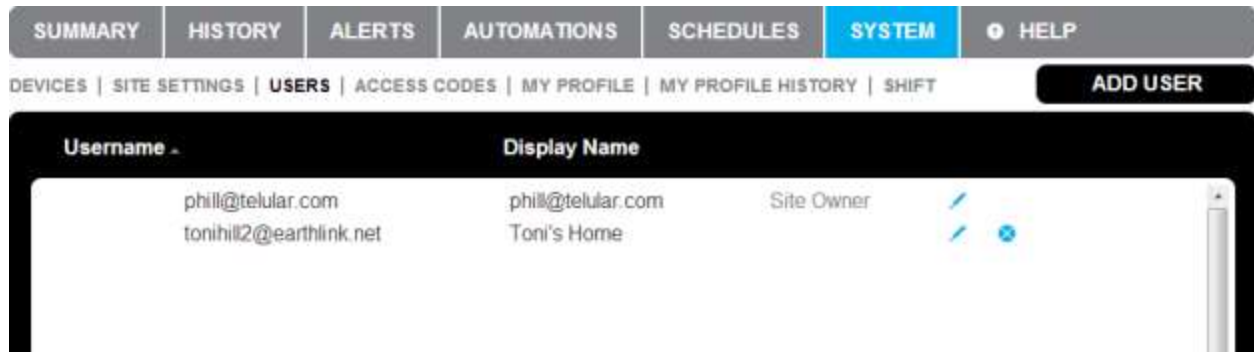 SUMMARY HISTORY ALERTS AUTOMATIONS SCHEDULES SYSTEM HELP
DEVICES | SITE SETTINGS | USERS | ACCESS CODES | MY PROFILE | MY PROFILE HISTORY | SHIFT ADD USER
Username Display Name
phill@telular.com phill@telular.com Site Owner
tonihill2@earthlink.net Toni's Home